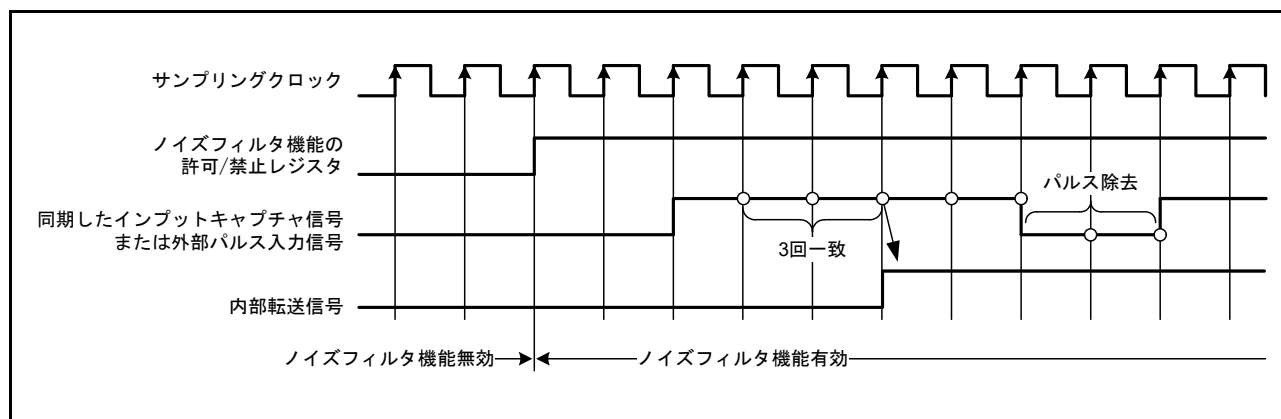 サンプリングクロック
ノイズフィルタ機能の
許可/禁止レジスタ
パルス除去
同期したインプットキャプチャ信号
または外部パルス入力信号
3回一致
内部転送信号
ノイズフィルタ機能無効
ノイズフィルタ機能有効